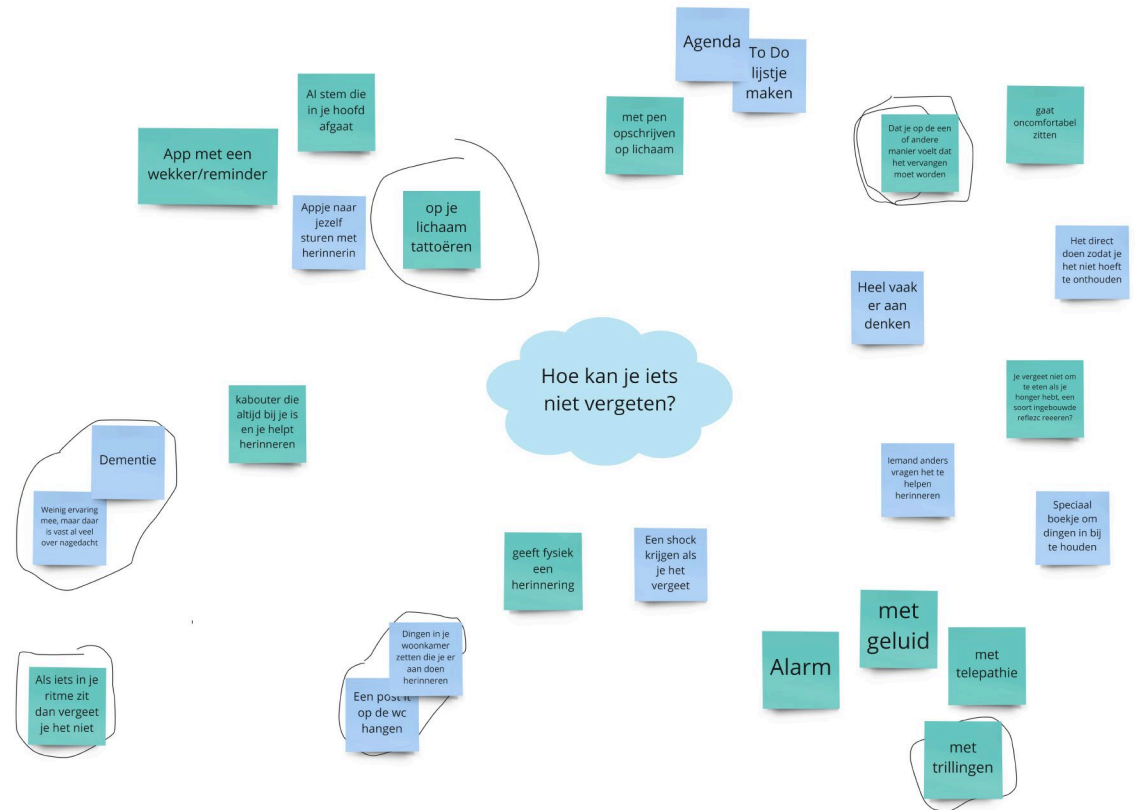 Agenda
To Do
lijstje
maken
AI stem die
in je hoofd
afgaat
met pen
opschrijven
op lichaam
Dat je op de een
of andere
manier voelt dat
het vervangen
moet worden
gaat
oncomfortabel
zitten
App met een
wekker/reminder
Appje naar
jezelf
sturen met
herinnerin
op je
lichaam
tattoëren
Het direct
doen zodat je
het niet hoeft
te onthouden
Heel vaak
er aan
denken
Hoe kan je iets
niet vergeten?
Je vergeet niet om
te eten als je
honger hebt, een
soort ingebouwde
reflezc reeeren?
kabouter die
altijd bij je is
en je helpt
herinneren
Dementie
Weinig ervaring
mee, maar daar
is vast al veel
over nagedacht
Iemand anders
vragen het te
helpen
herinneren
Speciaal
boekje om
dingen in bij
te houden
geeft fysiek
een
herinnering
Een shock
krijgen als
je het
vergeet
Dingen in je
woonkamer
zetten die je er
aan doen
herinneren
Een post it
op de wc
hangen
Als iets in je
ritme zit
dan vergeet
je het niet
Alarm
met
geluid
met
telepathie
met
trillingen